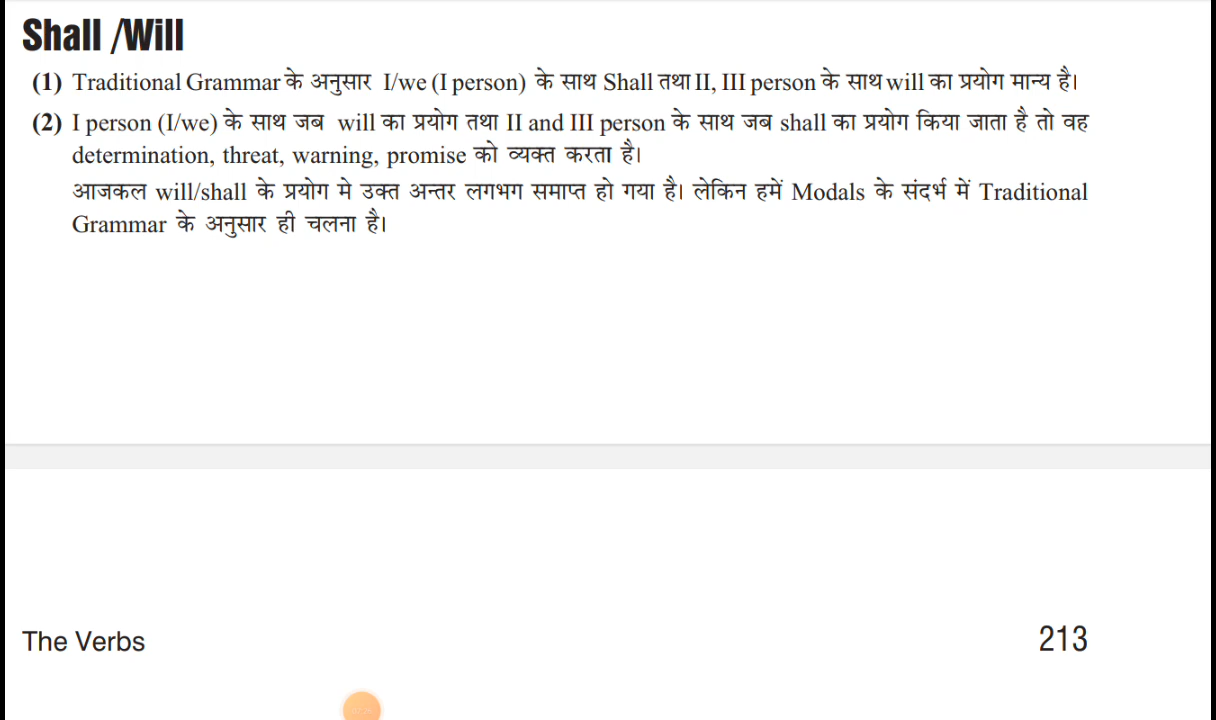 Shall /Will
(1) Traditional Grammar के अनुसार I/we (I person) के साथ Shall तथा II, III person के साथ will का प्रयोग मान्य है।
(2) I person (I/we) के साथ जब will का प्रयोग तथा II and III person के साथ जब shall का प्रयोग किया जाता है तो वह
determination, threat, warning, promise को व्यक्त करता है।
आजकल will/shall के प्रयोग मे उक्त अन्तर लगभग समाप्त हो गया है। लेकिन हमें Modals के संदर्भ में Traditional
Grammar के अनुसार ही चलना है।
The Verbs 213